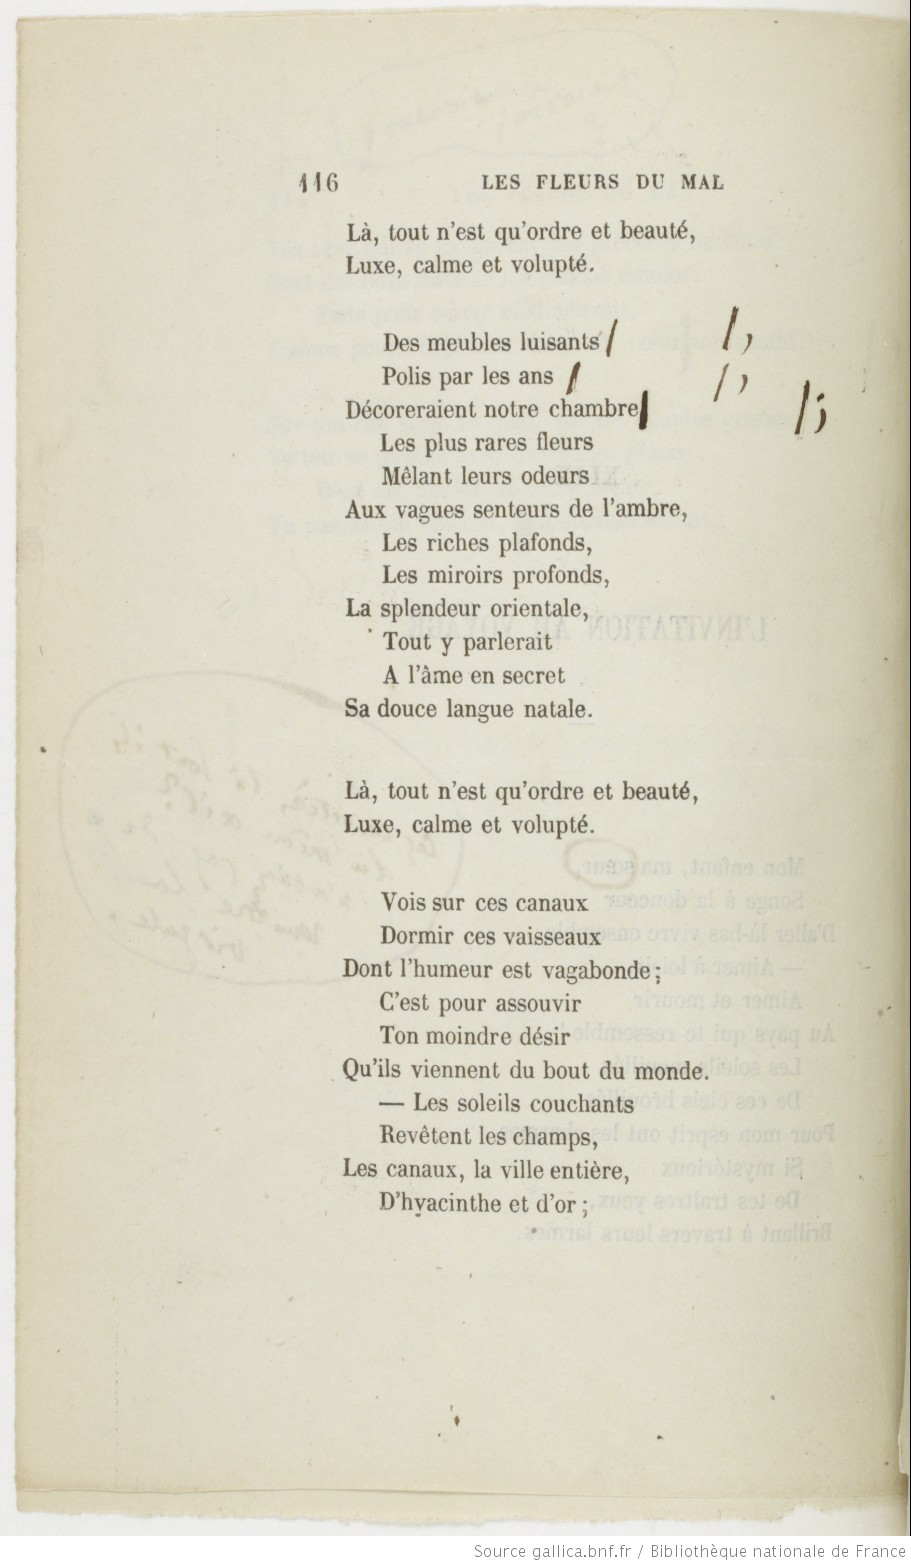 116 LES FLEURS DU MAL
Là, tout n'est qu'ordre et beauté,
Luxe, calme et volupté.
Des meubles luisants / /,
Polis par les ans / /,
Décoreraient notre chambre/ /;
Les plus rares fleurs
Mêlant leurs odeurs
Aux vagues senteurs de l'ambre,
Les riches plafonds,
Les miroirs profonds,
La splendeur orientale,
Tout y parlerait
A l'âme en secret
Sa douce langue natale.
Là, tout n'est qu'ordre et beauté,
Luxe, calme et volupté.
Vois sur ces canaux
Dormir ces vaisseaux
Dont l'humeur est vagabonde ;
C'est pour assouvir
Ton moindre désir
Qu'ils viennent du bout du monde.
— Les soleils couchants
Revêtent les champs,
Les canaux, la ville entière,
D'hyacinthe et d'or ;
Source gallica.bnf.fr / Bibliothèque nationale de France